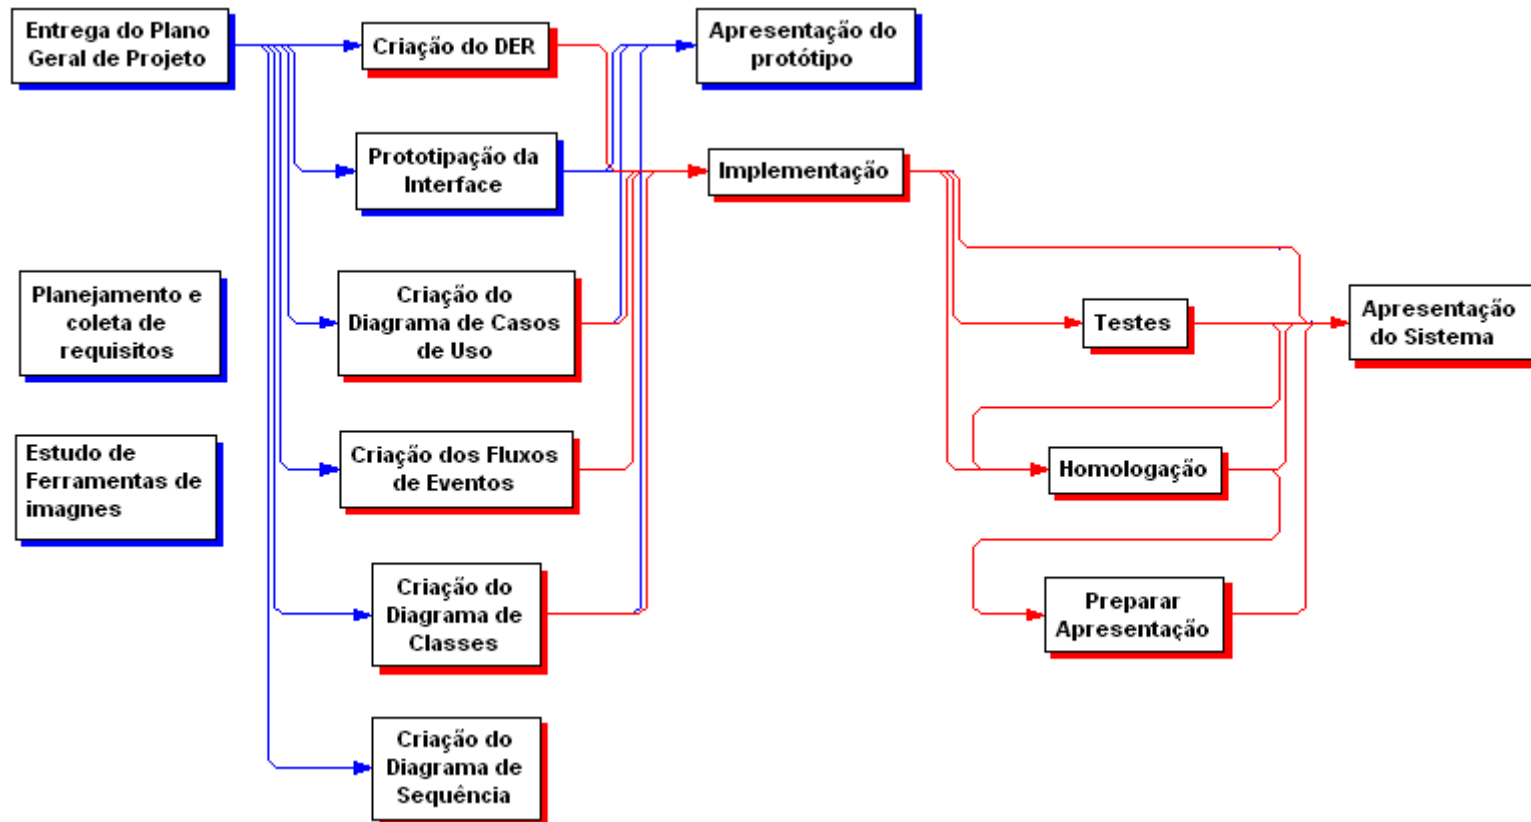 Entrega do Plano
Geral de Projeto
Criação do DER
Apresentação do
protótipo
Prototipação da
Interface
Implementação
Planejamento e
coleta de
requisitos
Criação do
Diagrama de Casos
de Uso
Testes
Apresentação
do Sistema
Estudo de
Ferramentas de
imagnes
Criação dos Fluxos
de Eventos
Homologação
Criação do
Diagrama de
Classes
Preparar
Apresentação
Criação do
Diagrama de
Sequência